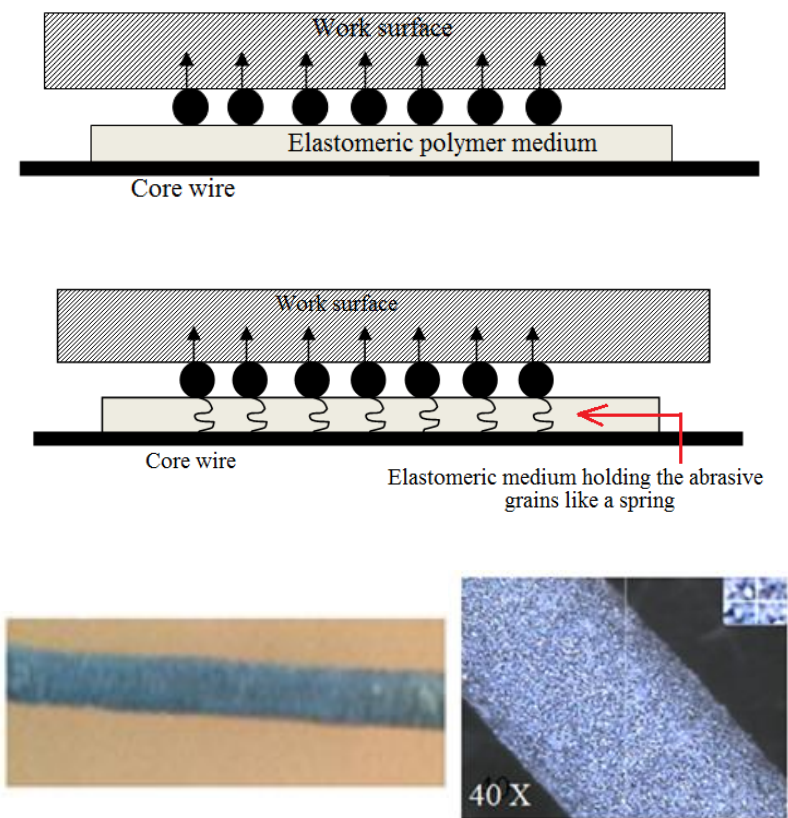 Work surface
Elastomeric polymer medium
Core wire
Work surface
Core wire
Elastomeric medium holding the abrasive
grains like a spring
40 X